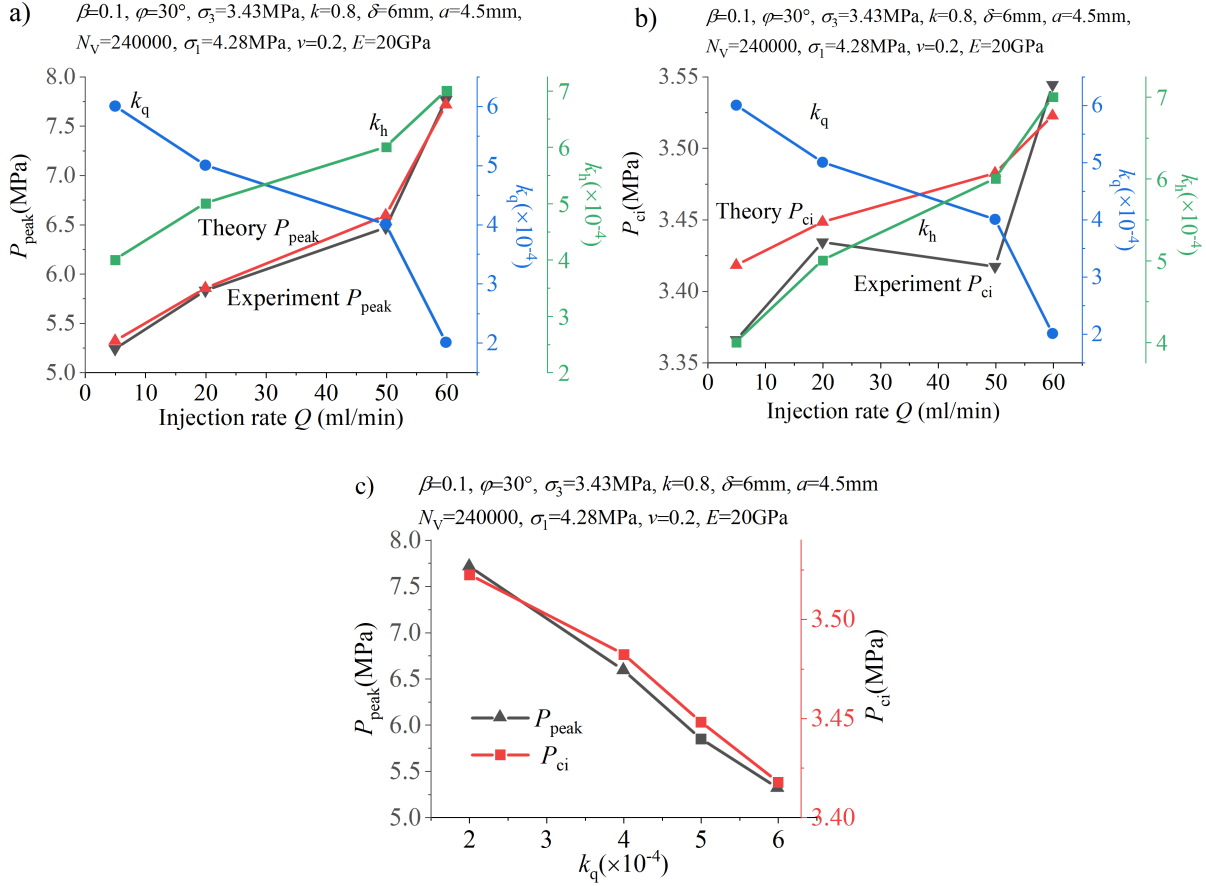 a)
β=0.1, φ=30°, σ3=3.43MPa, k=0.8, δ=6mm, a=4.5mm,
NV=240000, σ1=4.28MPa, ν=0.2, E=20GPa
8.0
7.5
7.0
6.5
6.0
5.5
5.0
Ppeak(MPa)
kq
kh
Theory Ppeak
Experiment Ppeak
0 10 20 30 40 50 60
Injection rate Q (ml/min)
6
5
4
3
2
kq(×10-4)
7
6
5
4
3
2
kh(×10-4)
b)
β=0.1, φ=30°, σ3=3.43MPa, k=0.8, δ=6mm, a=4.5mm,
NV=240000, σ1=4.28MPa, ν=0.2, E=20GPa
3.55
3.50
3.45
3.40
3.35
Pci(MPa)
kq
Theory Pci
kh
Experiment Pci
0 10 20 30 40 50 60
Injection rate Q (ml/min)
6
5
4
3
2
kq(×10-4)
7
6
5
4
kh(×10-4)
c)
β=0.1, φ=30°, σ3=3.43MPa, k=0.8, δ=6mm, a=4.5mm
NV=240000, σ1=4.28MPa, ν=0.2, E=20GPa
8.0
7.5
7.0
6.5
6.0
5.5
5.0
Ppeak(MPa)
Ppeak
Pci
2 3 4 5 6
kq(×10-4)
3.50
3.45
3.40
Pci(MPa)